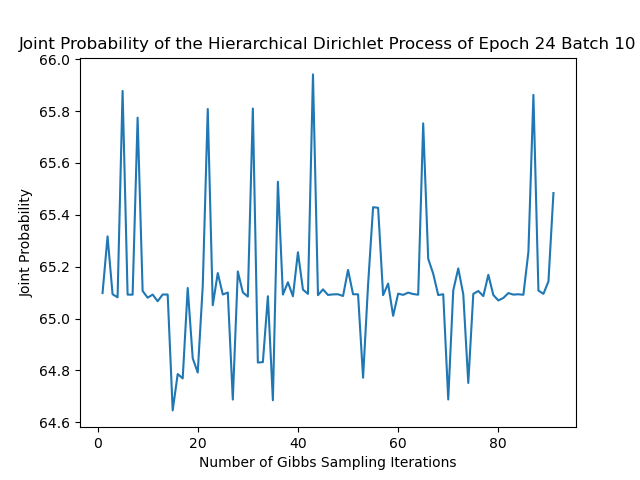 Joint Probability of the Hierarchical Dirichlet Process of Epoch 24 Batch 10
66.0
65.8
65.6
65.4
65.2
65.0
64.8
64.6
Joint Probability
0 20 40 60 80
Number of Gibbs Sampling Iterations